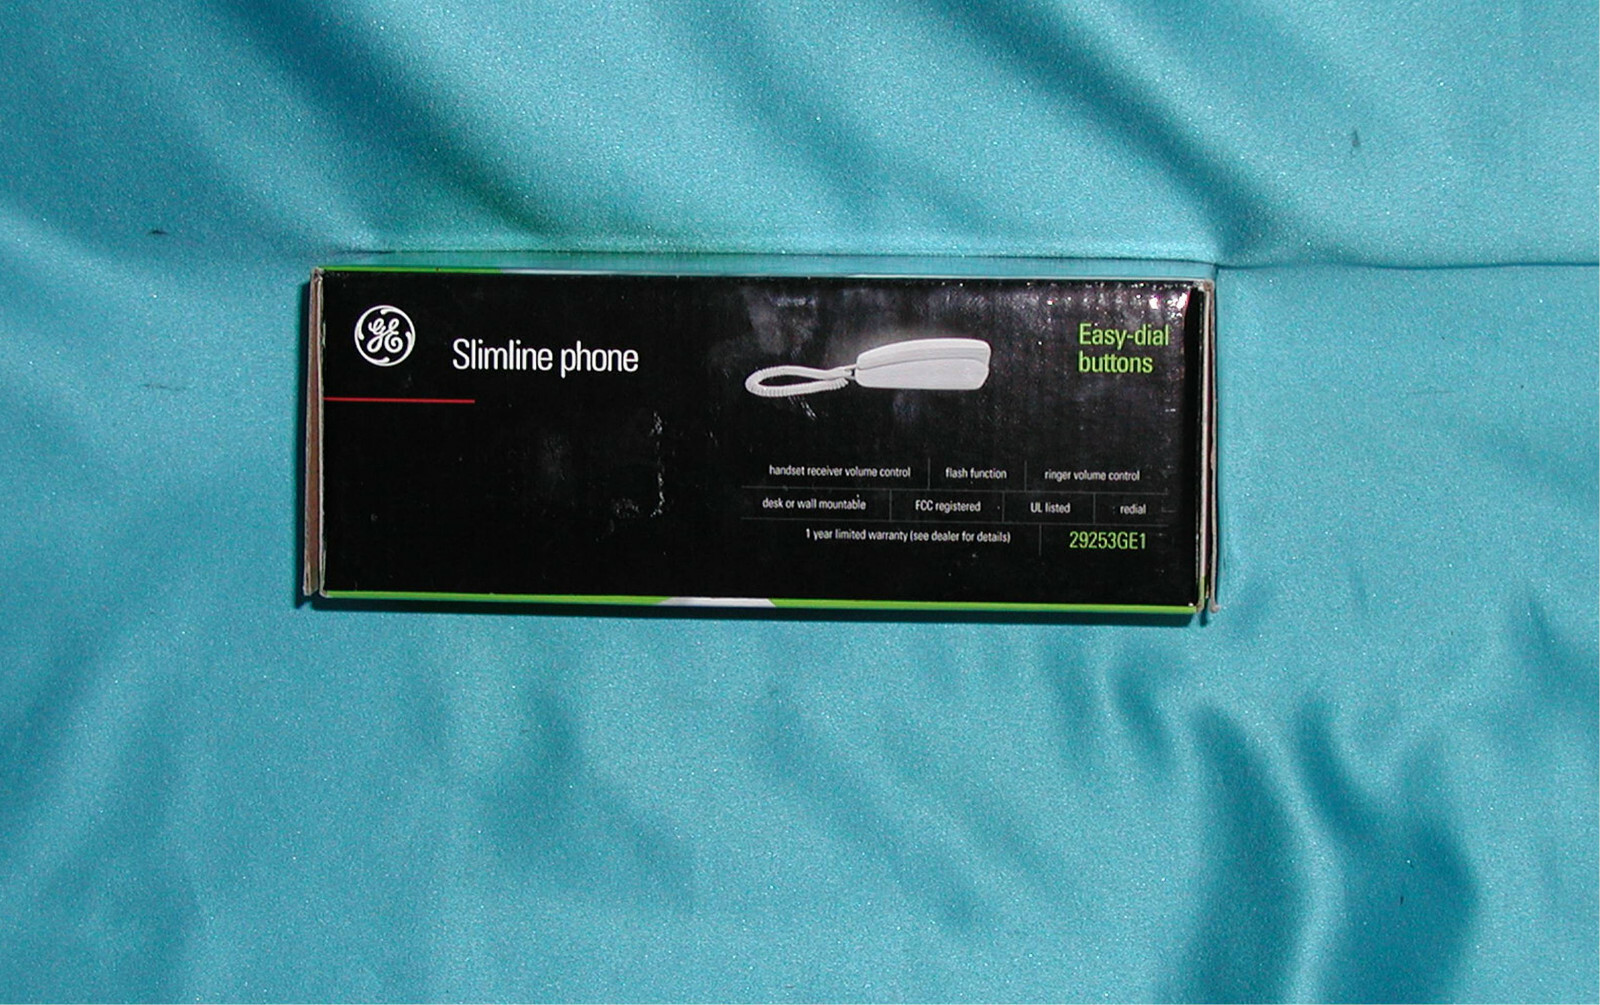 GE
Slimline phone
Easy-dial
buttons
handset receiver volume control
flash function
ringer volume control
desk or wall mountable
FCC registered
UL listed
redial
1 year limited warranty (see dealer for details)
29253GE1